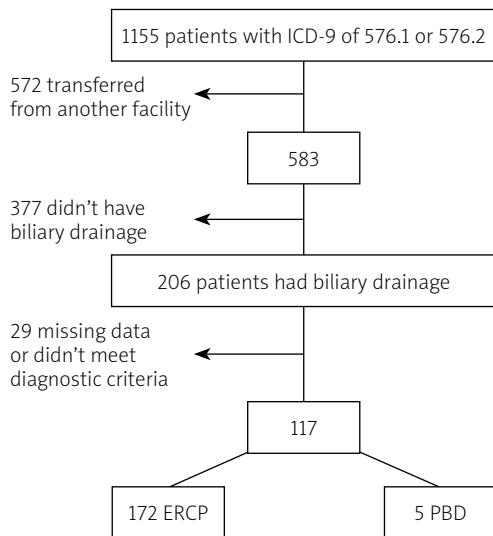 1155 patients with ICD-9 of 576.1 or 576.2
572 transferred
from another facility
583
377 didn't have
biliary drainage
206 patients had biliary drainage
29 missing data
or didn't meet
diagnostic criteria
117
172 ERCP
5 PBD